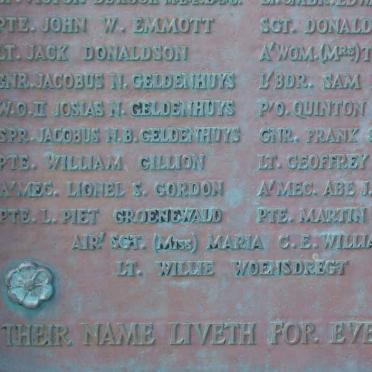 PTE. JOHN W. EMMOTT SGT. DONALD
LT. JACK DONALDSON A'WOM. (MRS) T
GNR. JACOBUS N. GELDENHUYS L'BDR. SAM
W.O. II JOSIAS N. GELDENHUYS P/O. QUINTON
SPR. JACOBUS N.B. GELDENHUYS GNR. FRANK
PTE. WILLIAM GILLION LT. GEOFFREY
A'MEC. LIONEL S. GORDON A'MEC. ABE J.
PTE. L. PIET GROENEWALD PTE. MARTIN
AIR/ SGT. (MISS) MARIA C. E. WILLIA
LT. WILLIE WOENSDREGT
THEIR NAME LIVETH FOR EVE